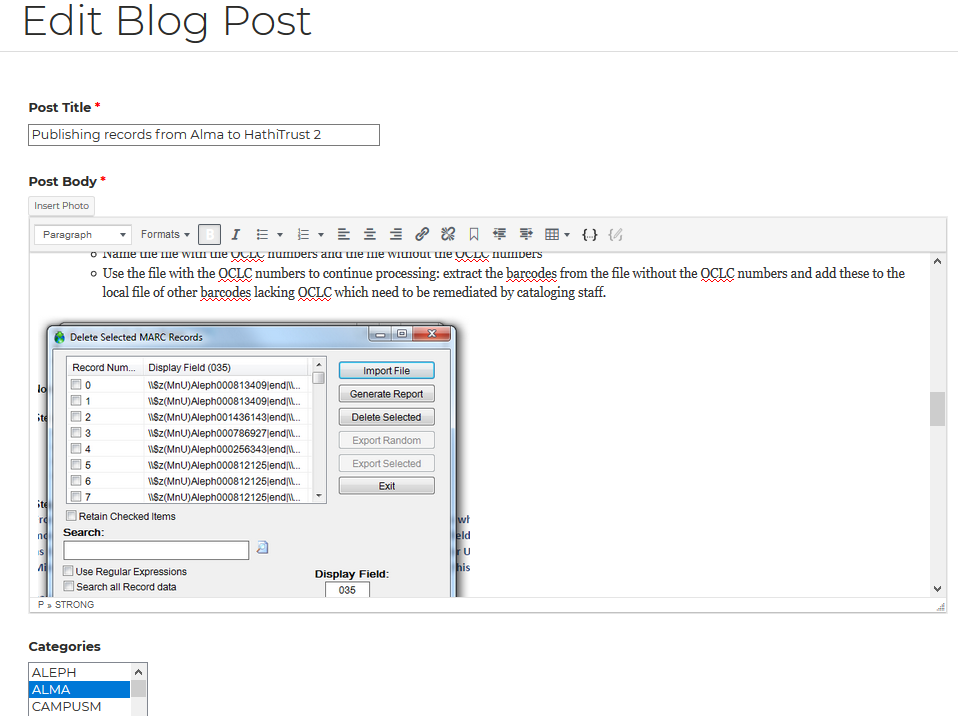 Edit Blog Post
Post Title *
Publishing records from Alma to HathiTrust 2
Post Body *
Insert Photo
Paragraph Formats B I
Name the file with the OCLC numbers and the file without the OCLC numbers
Use the file with the OCLC numbers to continue processing: extract the barcodes from the file without the OCLC numbers and add these to the
local file of other barcodes lacking OCLC which need to be remediated by cataloging staff.
Delete Selected MARC Records
Record Num... Display Field (035)
0 \\$z(MnU)Aleph000813409|end|\\...
1 \\$z(MnU)Aleph000813409|end|\\...
2 \\$z(MnU)Aleph001436143|end|\\...
3 \\$z(MnU)Aleph000786927|end|\\...
4 \\$z(MnU)Aleph000256343|end|\\...
5 \\$z(MnU)Aleph000812125|end|\\...
6 \\$z(MnU)Aleph000812125|end|\\...
7 \\$z(MnU)Aleph000812125|end|\\...
Import File
Generate Report
Delete Selected
Export Random
Export Selected
Exit
Retain Checked Items
Search:
Use Regular Expressions
Search all Record data
Display Field:
035
P » STRONG
Categories
ALEPH
ALMA
CAMPUSM